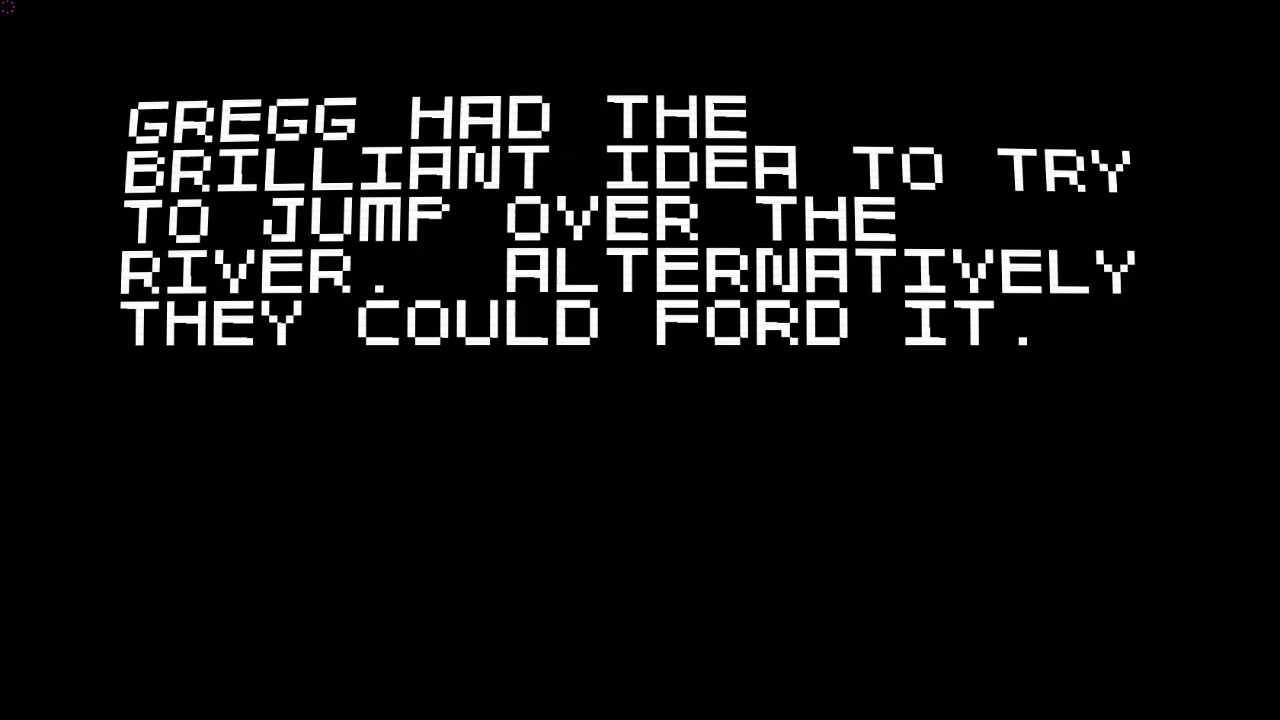 GREGG HAD THE
BRILLIANT IDEA TO TRY
TO JUMP OVER THE
RIVER.  ALTERNATIVELY
THEY COULD FORD IT.